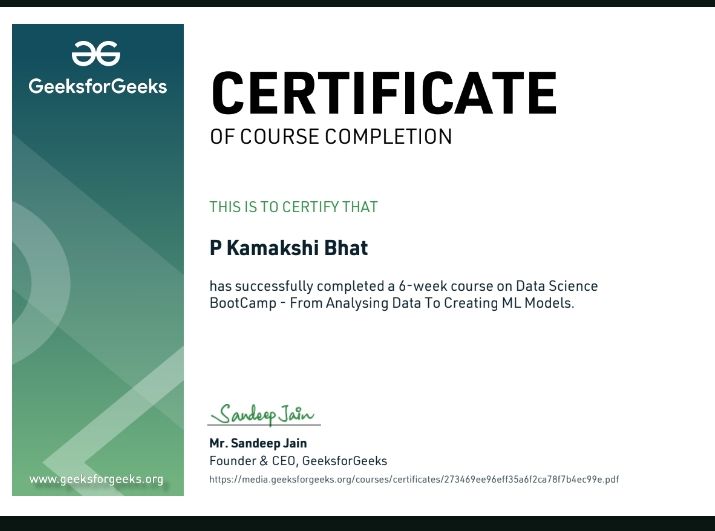 GeeksforGeeks
CERTIFICATE
OF COURSE COMPLETION
THIS IS TO CERTIFY THAT
P Kamakshi Bhat
has successfully completed a 6-week course on Data Science
BootCamp - From Analysing Data To Creating ML Models.
Sandeep Jain
Mr. Sandeep Jain
Founder & CEO, GeeksforGeeks
https://media.geeksforgeeks.org/courses/certificates/273469ee96eff35a6f2ca78f7b4ec99e.pdf
www.geeksforgeeks.org